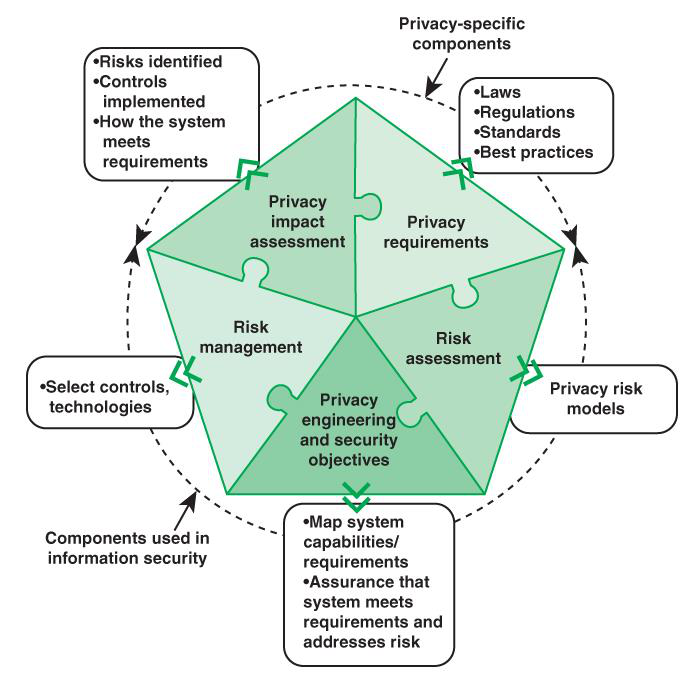 Privacy-specific
components
•Risks identified
•Controls
implemented
•How the system
meets
requirements
•Laws
•Regulations
•Standards
•Best practices
Privacy
impact
assessment
Privacy
requirements
Risk
management
Risk
assessment
•Select controls,
technologies
Privacy risk
models
Privacy
engineering
and security
objectives
Components used in
information security
•Map system
capabilities/
requirements
•Assurance that
system meets
requirements and
addresses risk